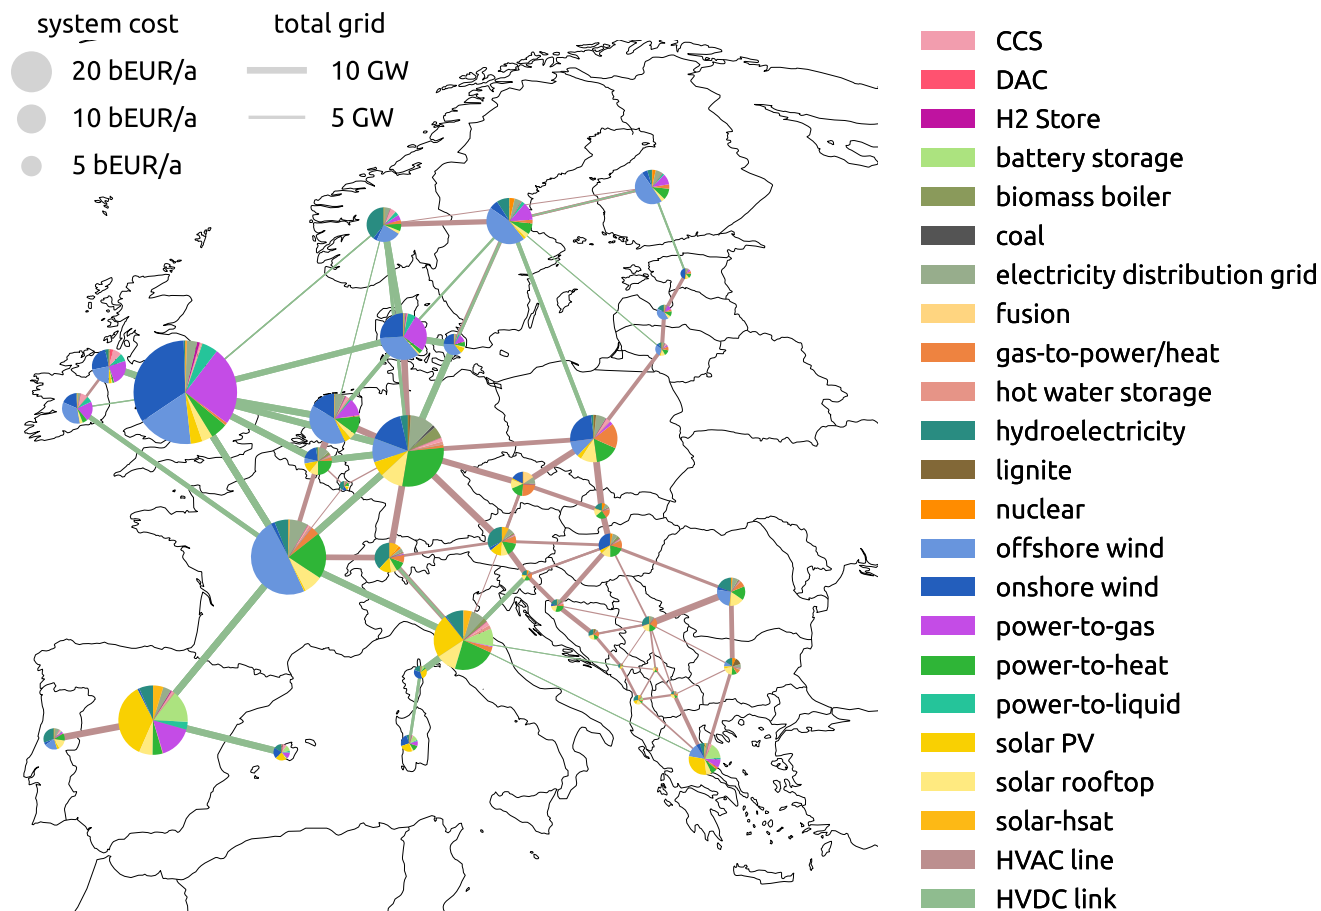 system cost
total grid
20 bEUR/a
10 GW
10 bEUR/a
5 GW
5 bEUR/a
CCS
DAC
H2 Store
battery storage
biomass boiler
coal
electricity distribution grid
fusion
gas-to-power/heat
hot water storage
hydroelectricity
lignite
nuclear
offshore wind
onshore wind
power-to-gas
power-to-heat
power-to-liquid
solar PV
solar rooftop
solar-hsat
HVAC line
HVDC link